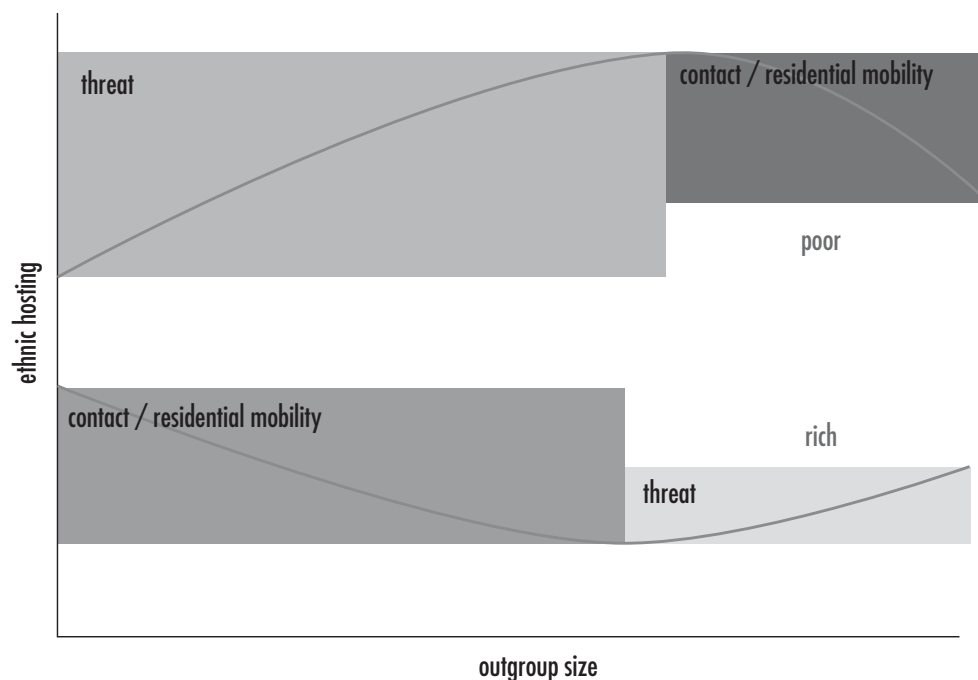 threat
contact / residential mobility
poor
ethnic hosting
contact / residential mobility
rich
threat
outgroup size